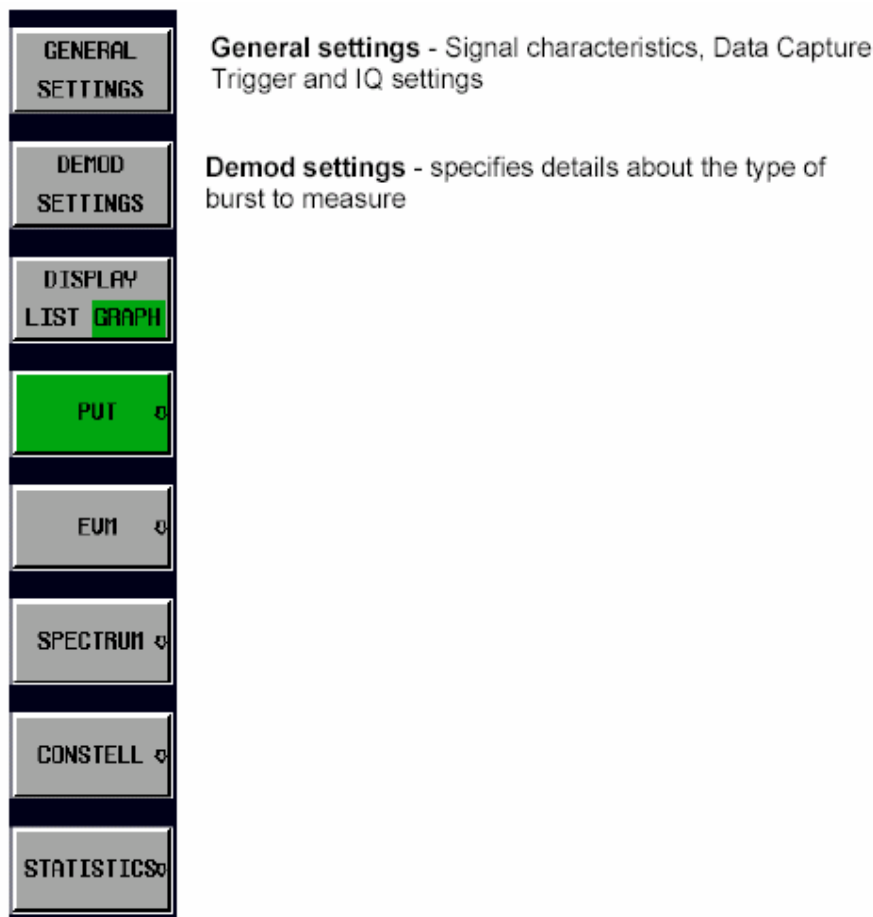 GENERAL
SETTINGS
General settings - Signal characteristics, Data Capture
Trigger and IQ settings
DEMOD
SETTINGS
Demod settings - specifies details about the type of
burst to measure
DISPLAY
LIST GRAPH
PVT
EVM
SPECTRUM
CONSTELL
STATISTICS